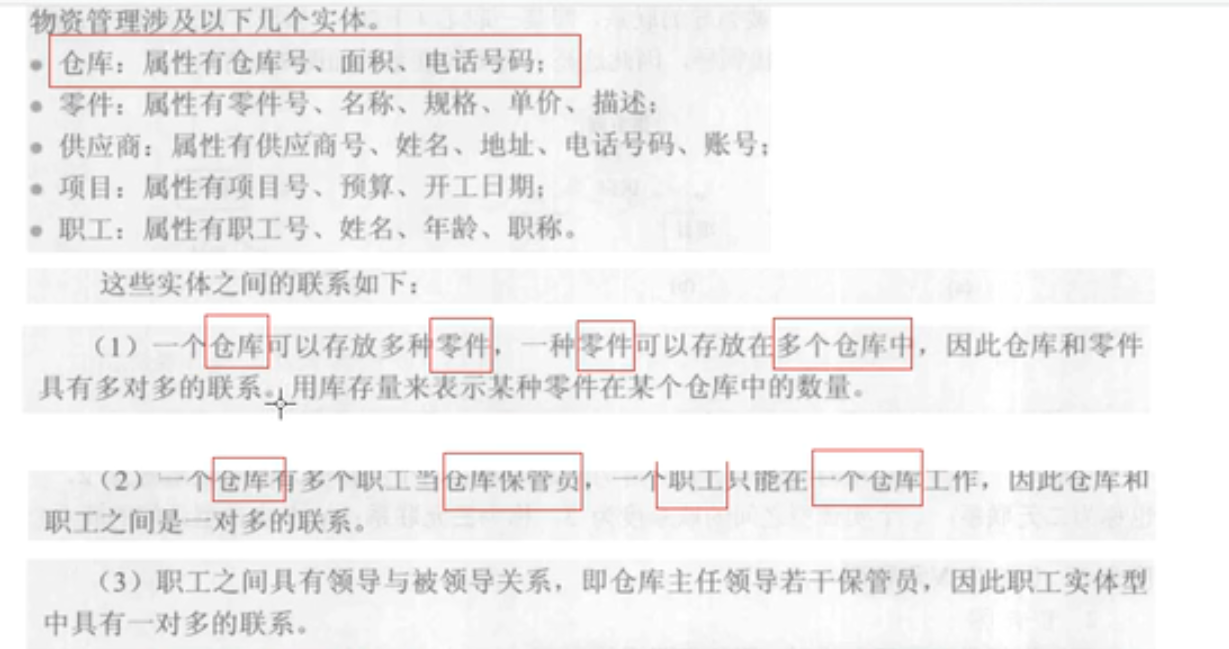 物资管理涉及以下几个实体。
● 仓库：属性有仓库号、面积、电话号码；
● 零件：属性有零件号、名称、规格、单价、描述；
● 供应商：属性有供应商号、姓名、地址、电话号码、账号；
● 项目：属性有项目号、预算、开工日期；
● 职工：属性有职工号、姓名、年龄、职称。
这些实体之间的联系如下：
（1）一个仓库可以存放多种零件，一种零件可以存放在多个仓库中，因此仓库和零件
具有多对多的联系。用库存量来表示某种零件在某个仓库中的数量。
（2）一个仓库有多个职工当仓库保管员，一个职工只能在一个仓库工作，因此仓库和
职工之间是一对多的联系。
（3）职工之间具有领导与被领导关系，即仓库主任领导若干保管员，因此职工实体型
中具有一对多的联系。